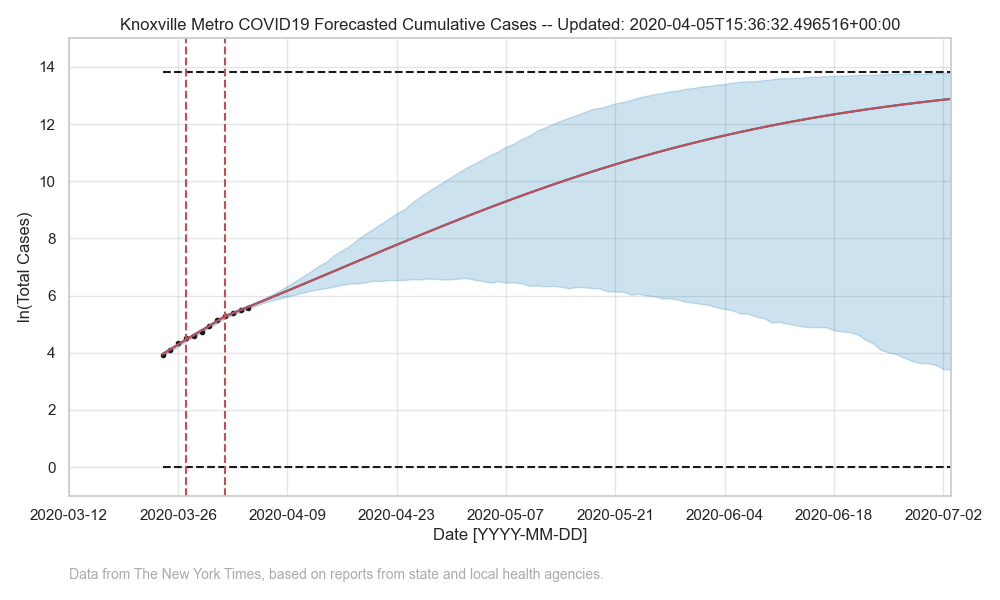 Knoxville Metro COVID19 Forecasted Cumulative Cases -- Updated: 2020-04-05T15:36:32.496516+00:00
14
12
10
8
6
4
2
0
ln(Total Cases)
2020-03-12 2020-03-26 2020-04-09 2020-04-23 2020-05-07 2020-05-21 2020-06-04 2020-06-18 2020-07-02
Date [YYYY-MM-DD]
Data from The New York Times, based on reports from state and local health agencies.